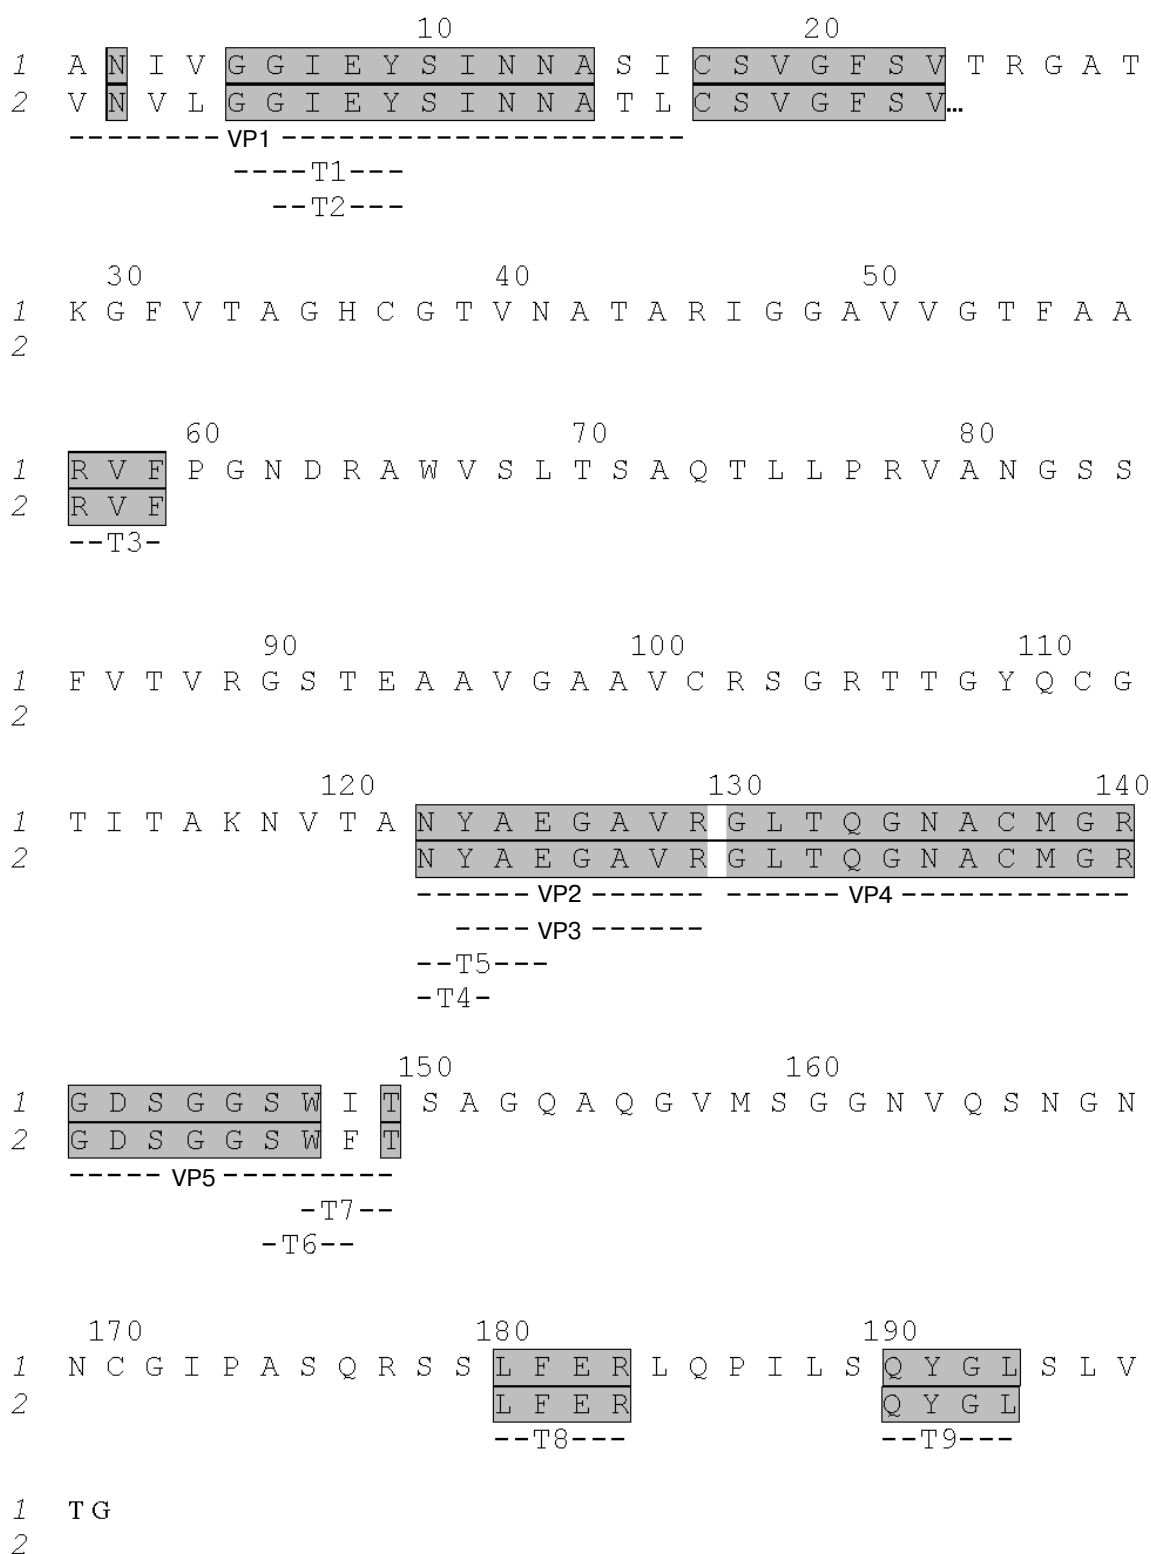 10 20
1 A N I V G G I E Y S I N N A S I C S V G F S V T R G A T
2 V N V L G G I E Y S I N N A T L C S V G F S V...
-------- VP1 --------------------
----T1---
--T2---
30 40 50
1 K G F V T A G H C G T V N A T A R I G G A V V G T F A A
2
60 70 80
1 R V F P G N D R A W V S L T S A Q T L L P R V A N G S S
2 R V F
--T3-
90 100 110
1 F V T V R G S T E A A V G A A V C R S G R T T G Y Q C G
2
120 130 140
1 T I T A K N V T A N Y A E G A V R G L T Q G N A C M G R
2 N Y A E G A V R G L T Q G N A C M G R
------ VP2 ------ ------ VP4 ------------
---- VP3 ------
--T5---
-T4-
150 160
1 G D S G G S W I T S A G Q A Q G V M S G G N V Q S N G N
2 G D S G G S W F T
----- VP5 ---------
-T7--
-T6--
170 180 190
1 N C G I P A S Q R S S L F E R L Q P I L S Q Y G L S L V
2 L F E R Q Y G L
--T8--- --T9---
1 T G
2